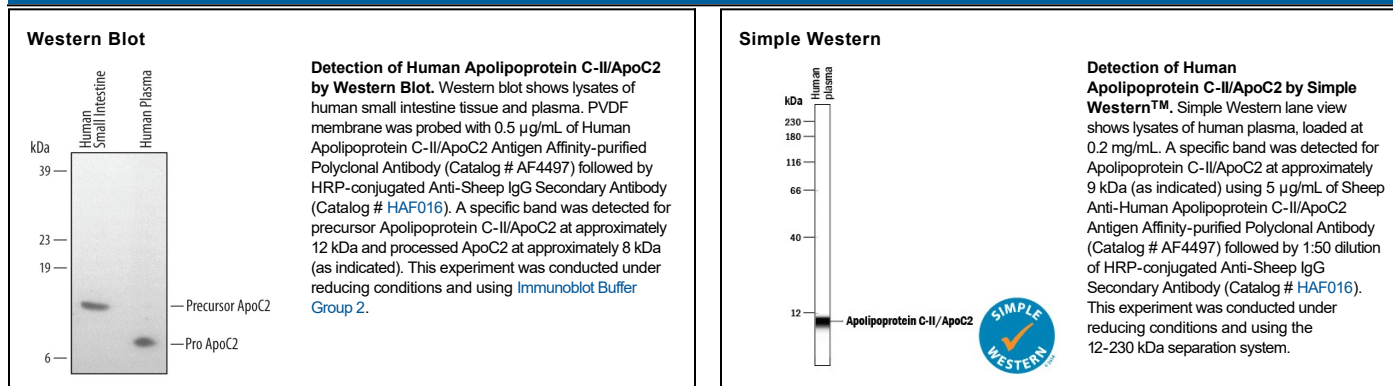 Western Blot
Human
Small Intestine
Human Plasma
kDa
39
23
19
6
Precursor ApoC2
Pro ApoC2
Detection of Human Apolipoprotein C-II/ApoC2
by Western Blot. Western blot shows lysates of
human small intestine tissue and plasma. PVDF
membrane was probed with 0.5 µg/mL of Human
Apolipoprotein C-II/ApoC2 Antigen Affinity-purified
Polyclonal Antibody (Catalog # AF4497) followed by
HRP-conjugated Anti-Sheep IgG Secondary Antibody
(Catalog # HAF016). A specific band was detected for
precursor Apolipoprotein C-II/ApoC2 at approximately
12 kDa and processed ApoC2 at approximately 8 kDa
(as indicated). This experiment was conducted under
reducing conditions and using Immunoblot Buffer
Group 2.
Simple Western
Human
plasma
kDa
230
180
116
66
40
12
Apolipoprotein C-II/ApoC2
SIMPLE
WESTERN
Detection of Human
Apolipoprotein C-II/ApoC2 by Simple
Western™. Simple Western lane view
shows lysates of human plasma, loaded at
0.2 mg/mL. A specific band was detected for
Apolipoprotein C-II/ApoC2 at approximately
9 kDa (as indicated) using 5 µg/mL of Sheep
Anti-Human Apolipoprotein C-II/ApoC2
Antigen Affinity-purified Polyclonal Antibody
(Catalog # AF4497) followed by 1:50 dilution
of HRP-conjugated Anti-Sheep IgG
Secondary Antibody (Catalog # HAF016).
This experiment was conducted under
reducing conditions and using the
12-230 kDa separation system.